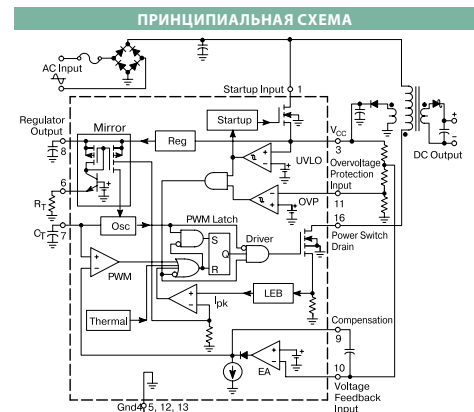 ПРИНЦИПИАЛЬНАЯ СХЕМА
AC Input
Startup Input
1
Regulator
Output
8
Mirror
Startup
Reg
VCC
3
UVLO
Overvoltage
Protection
Input
11
DC Output
6
RT
OVP
16
Osc
PWM Latch
Driver
Power Switch
Drain
CT
7
S
Q
R
PWM
Ipk
LEB
Thermal
Compensation
9
EA
10
Voltage
Feedback
Input
Gnd
4, 5, 12, 13